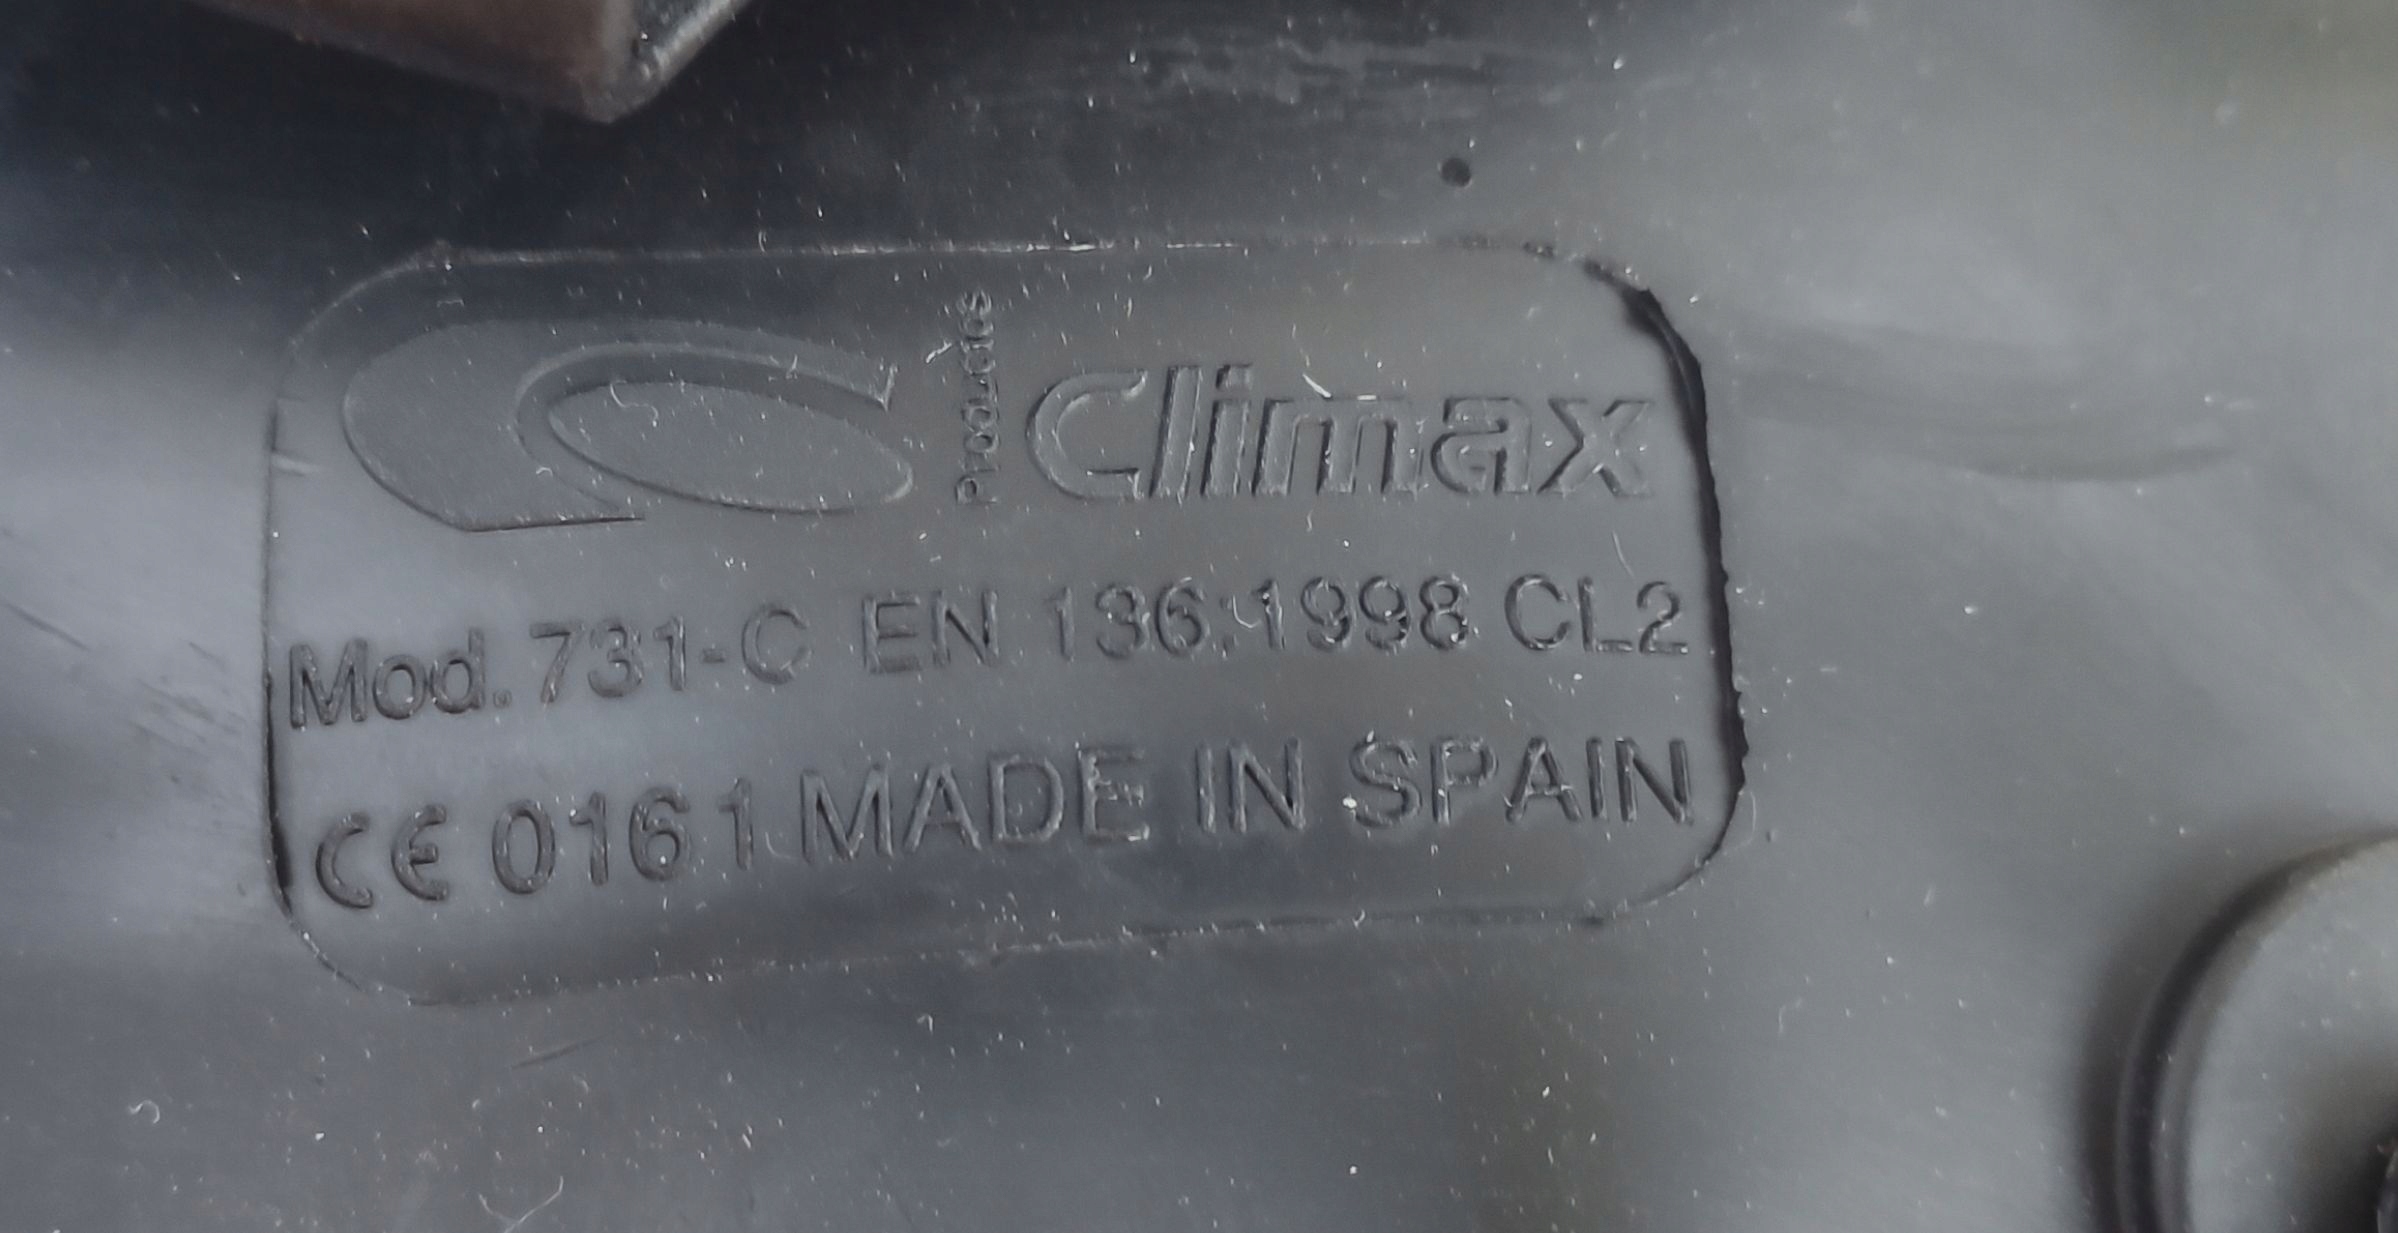 Productos
Climax
Mod. 731-C EN 136:1998 CL2
CE 0161 MADE IN SPAIN